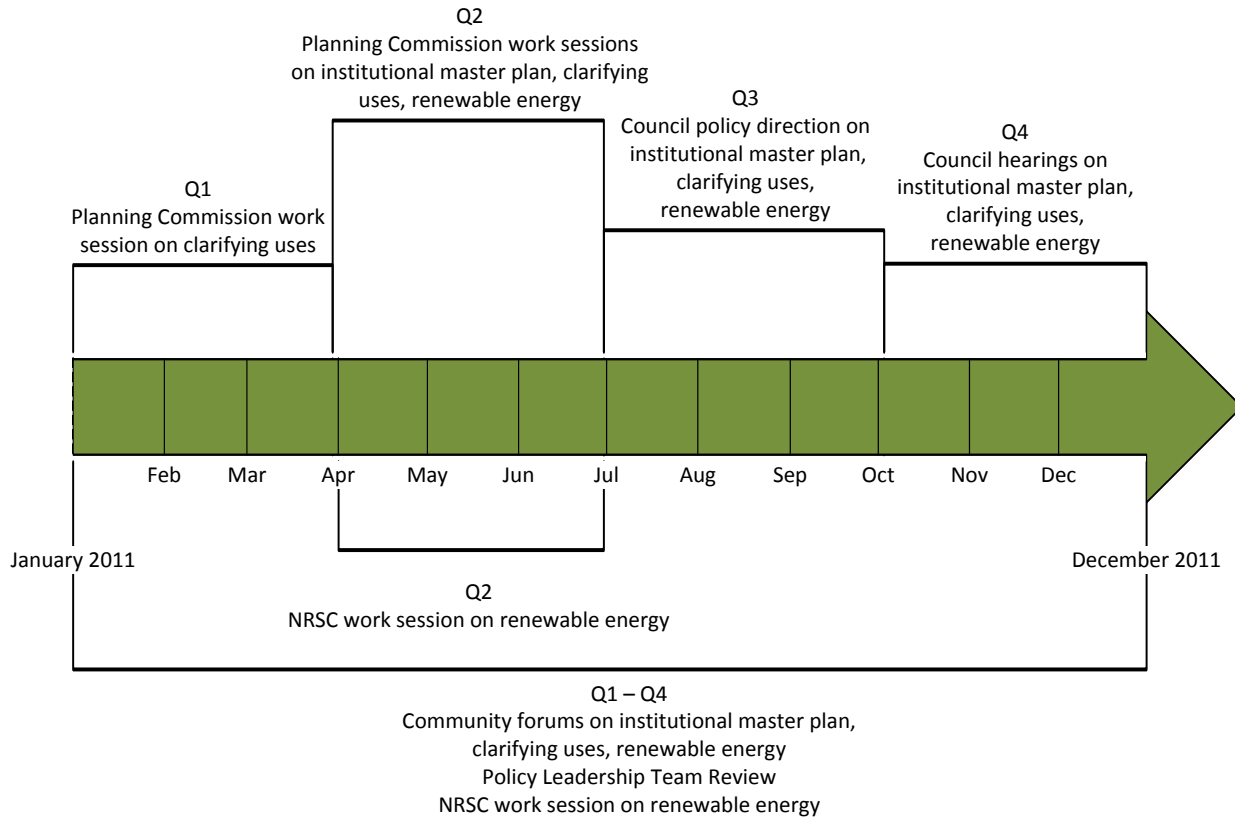 Q2
Planning Commission work sessions
on institutional master plan, clarifying
uses, renewable energy
Q3
Council policy direction on
institutional master plan,
clarifying uses,
renewable energy
Q4
Council hearings on
institutional master plan,
clarifying uses,
renewable energy
Q1
Planning Commission work
session on clarifying uses
Feb Mar Apr May Jun Jul Aug Sep Oct Nov Dec
January 2011
December 2011
Q2
NRSC work session on renewable energy
Q1 – Q4
Community forums on institutional master plan,
clarifying uses, renewable energy
Policy Leadership Team Review
NRSC work session on renewable energy